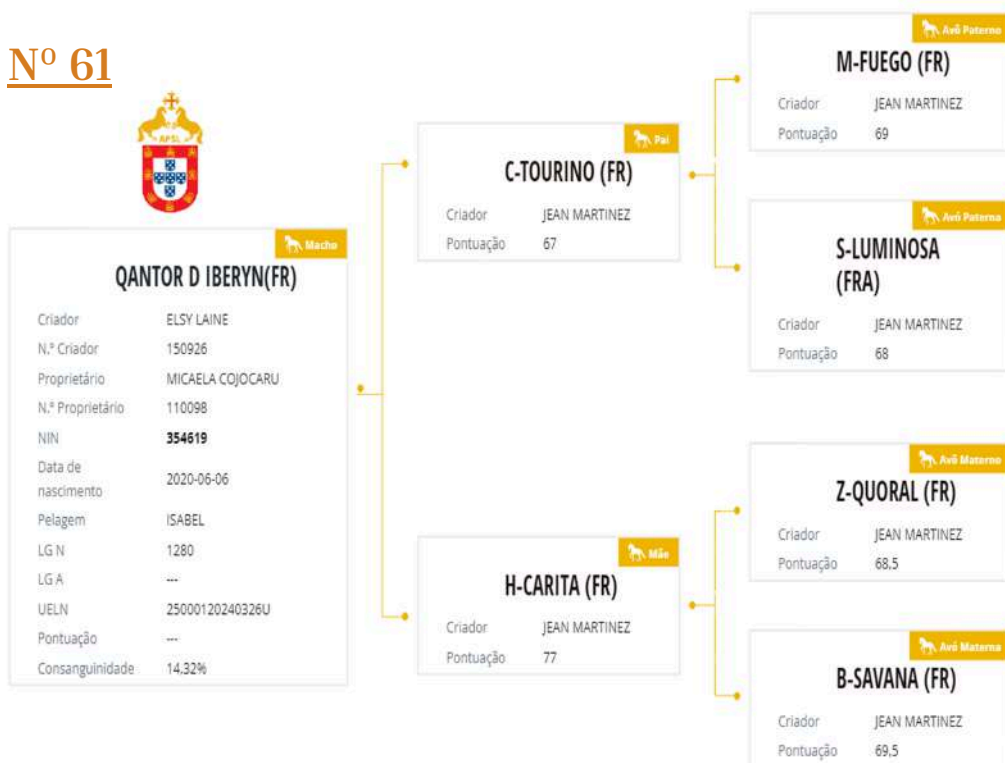 Nº 61
APSL
Macho
QANTOR D IBERYN(FR)
Criador ELSY LAINE
N.º Criador 150926
Proprietário MICAELA COJOCARU
N.º Proprietário 110098
NIN 354619
Data de
nascimento 2020-06-06
Pelagem ISABEL
LG N 1280
LG A ---
UELN 25000120240326U
Pontuação ---
Consanguinidade 14,32%
Pai
C-TOURINO (FR)
Criador JEAN MARTINEZ
Pontuação 67
Mãe
H-CARITA (FR)
Criador JEAN MARTINEZ
Pontuação 77
Avô Paterno
M-FUEGO (FR)
Criador JEAN MARTINEZ
Pontuação 69
Avó Paterna
S-LUMINOSA
(FRA)
Criador JEAN MARTINEZ
Pontuação 68
Avô Materno
Z-QUORAL (FR)
Criador JEAN MARTINEZ
Pontuação 68,5
Avó Materna
B-SAVANA (FR)
Criador JEAN MARTINEZ
Pontuação 69,5